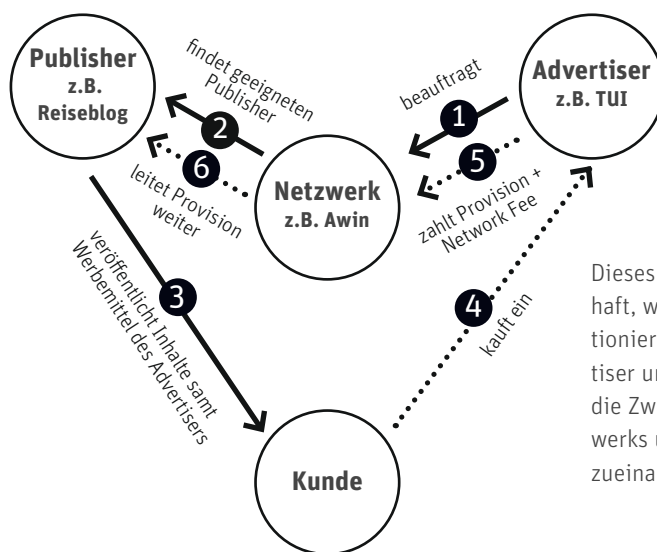 Publisher
z.B.
Reiseblog
findet geeigneten
Publisher
2
6
leitet Provision
weiter
Netzwerk
z.B. Awin
beauftragt
1
5
zahlt Provision +
Network Fee
Advertiser
z.B. TUI
veröffentlicht Inhalte samt
Werbemittel des Advertisers
3
4
kauft ein
Kunde
Dieses
haft, w
tionier
tiser ur
die Zw
werks u
zueina